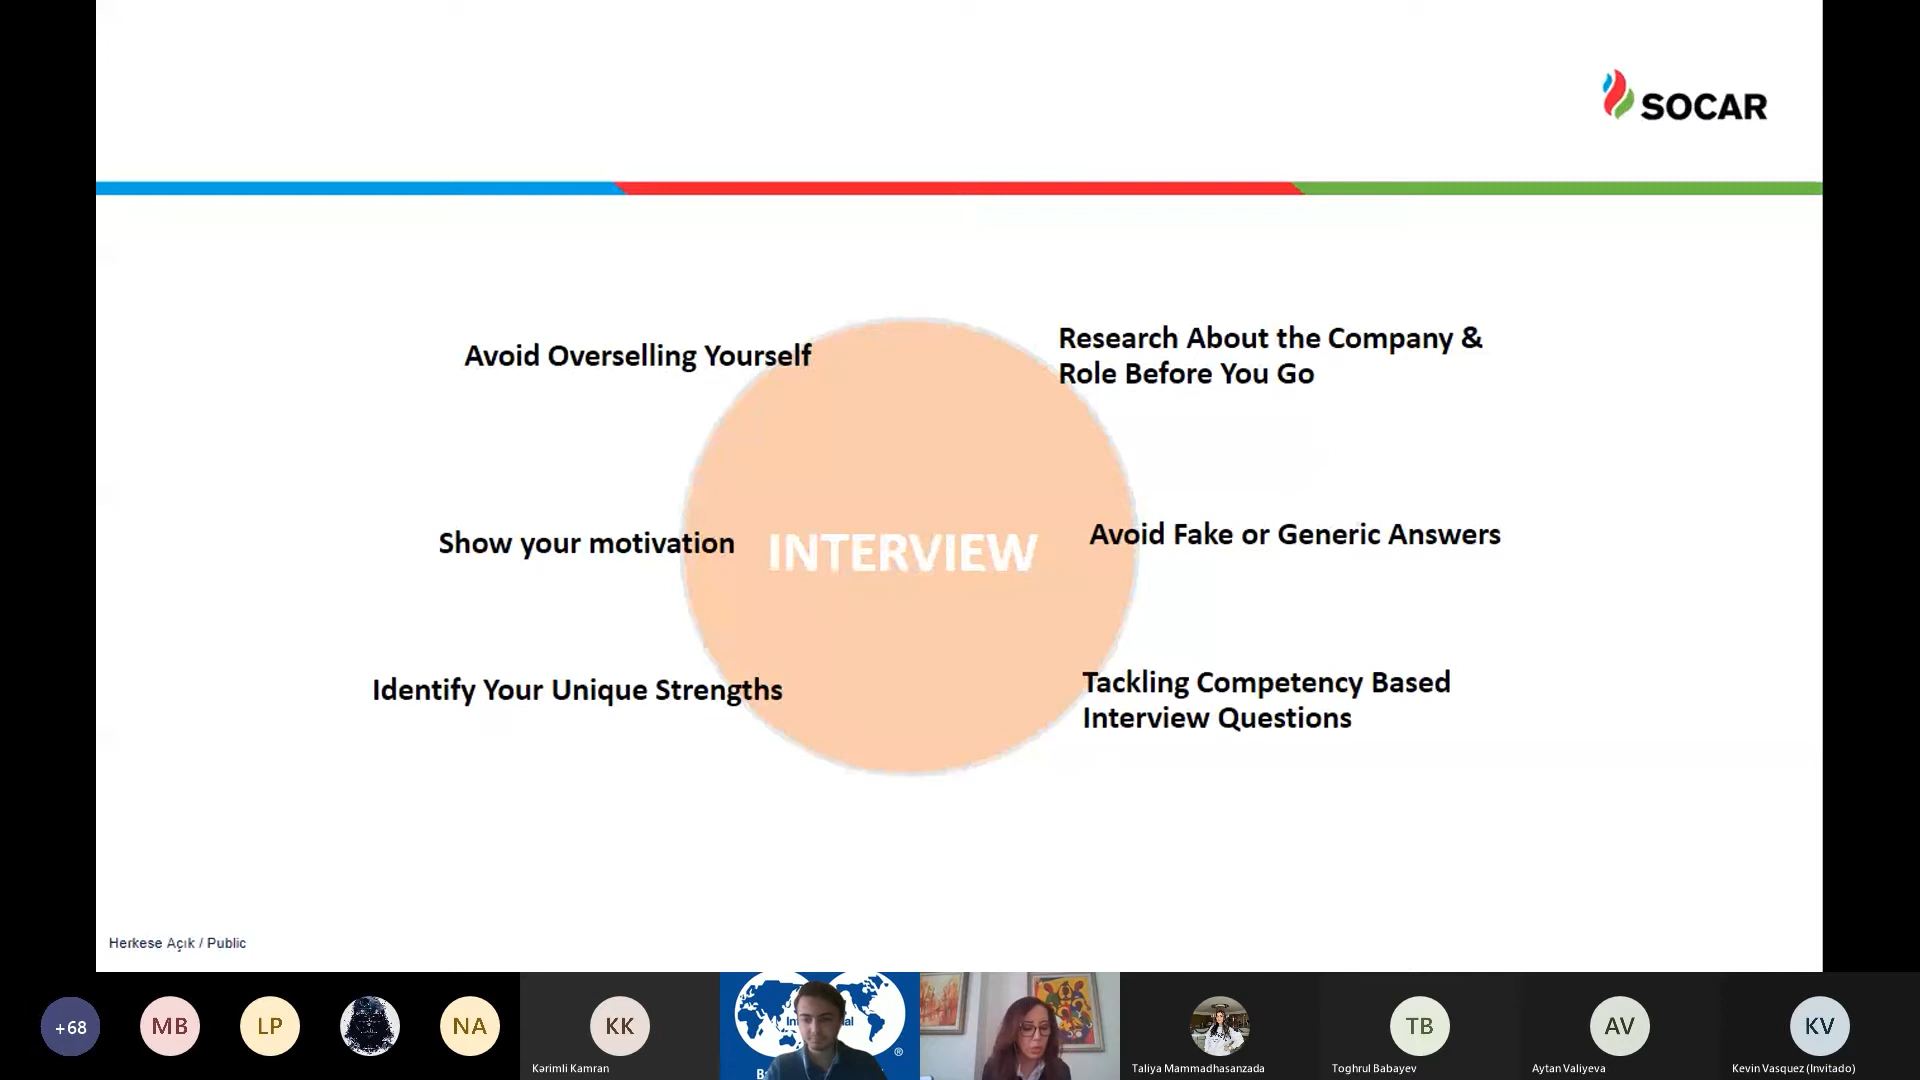 SOCAR
Avoid Overselling Yourself
Research About the Company &
Role Before You Go
Show your motivation
INTERVIEW
Avoid Fake or Generic Answers
Identify Your Unique Strengths
Tackling Competency Based
Interview Questions
Herkese Açık / Public
+68
MB
LP
NA
KK
Kərimli Kamran
®
Taliya Mammadhasanzada
TB
Toghrul Babayev
AV
Aytan Valiyeva
KV
Kevin Vasquez (Invitado)